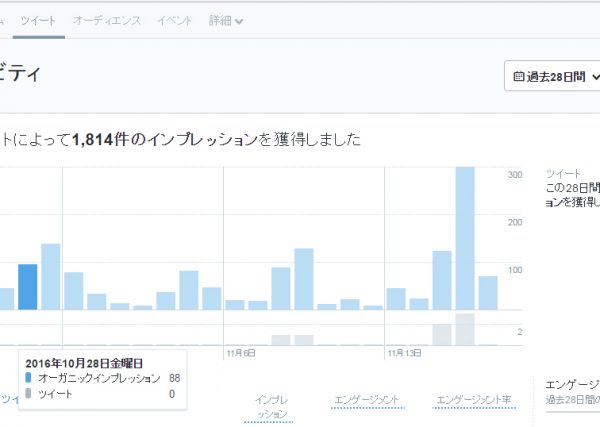 ツイート オーディエンス イベント 詳細
ビティ
過去28日間
トによって1,814件のインプレッションを獲得しました
300
200
100
2
ツイート
この28日間
ョンを獲得し
11月6日
11月13日
2016年10月28日金曜日
オーガニックインプレッション 88
ツイート 0
ツイ
インプレ
ッション
エンゲージメント
エンゲージメント率
エンゲージ
過去28日間の